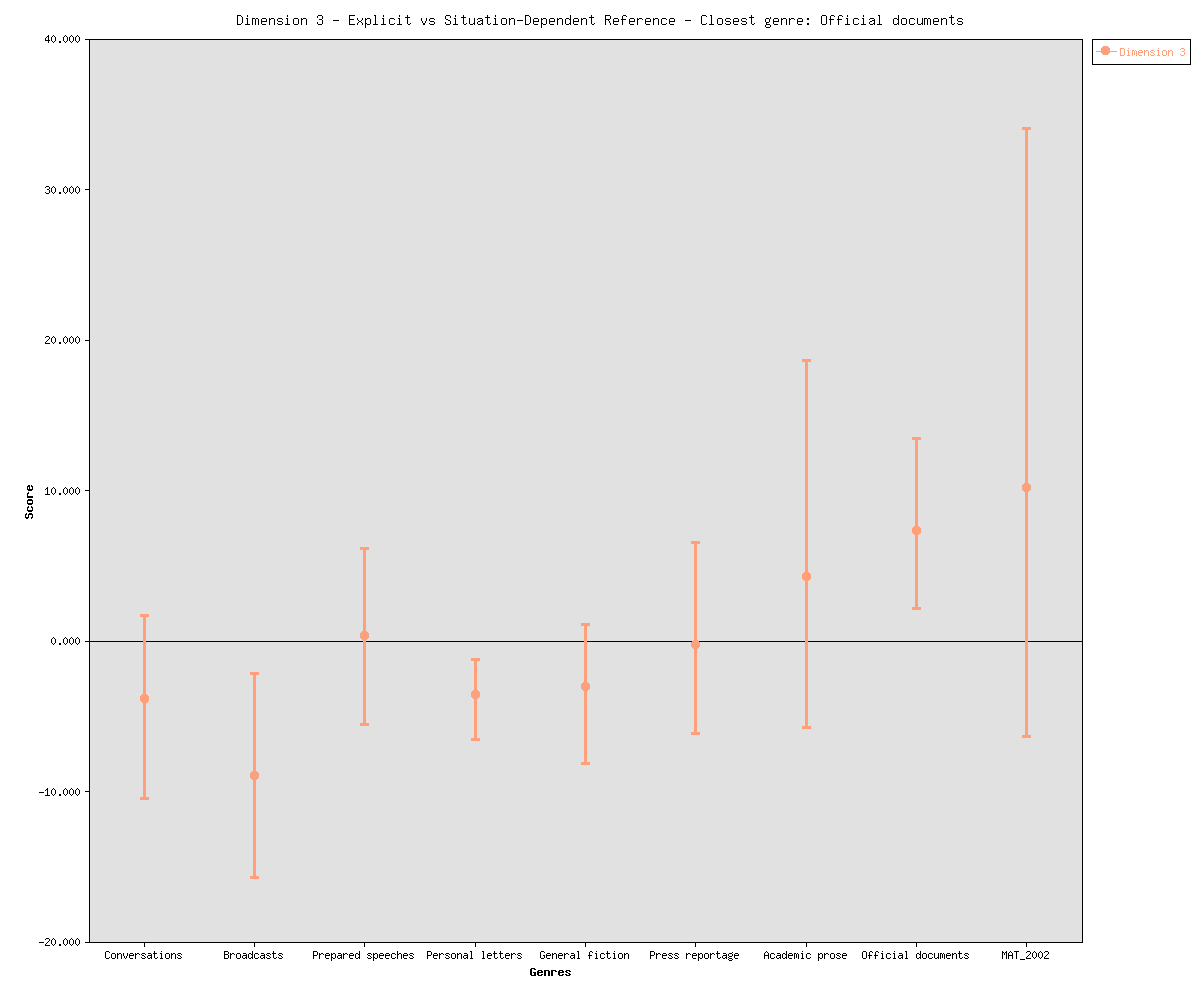 Dimension 3 - Explicit vs Situation-Dependent Reference - Closest genre: Official documents
Dimension 3
40.000
30.000
20.000
10.000
0.000
-10.000
-20.000
Score
Conversations
Broadcasts
Prepared speeches
Personal letters
General fiction
Press reportage
Academic prose
Official documents
MAT_2002
Genres